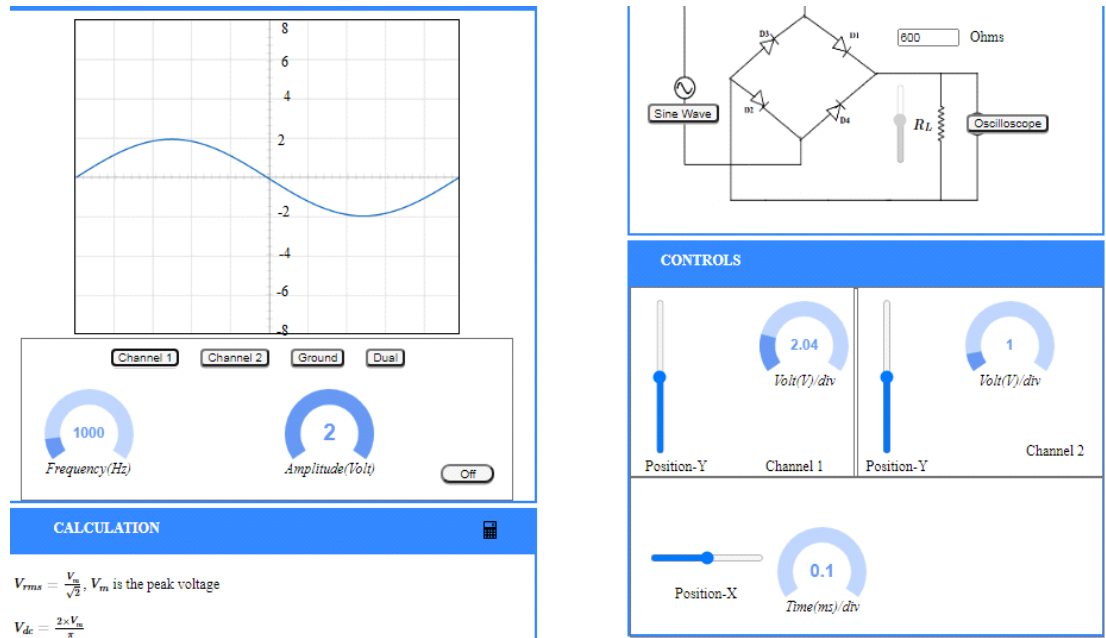 8
6
4
2
-2
-4
-6
-8
Channel 1 Channel 2 Ground Dual
1000
Frequency(Hz)
2
Amplitude(Volt)
Off
CALCULATION
Vrms = Vm/√2, Vm is the peak voltage
Vdc = 2×Vm/π
D3
D1
D2
D4
600 Ohms
Sine Wave
RL
Oscilloscope
CONTROLS
2.04
Volt(V)/div
Position-Y
Channel 1
1
Volt(V)/div
Position-Y
Channel 2
Position-X
0.1
Time(ms)/div